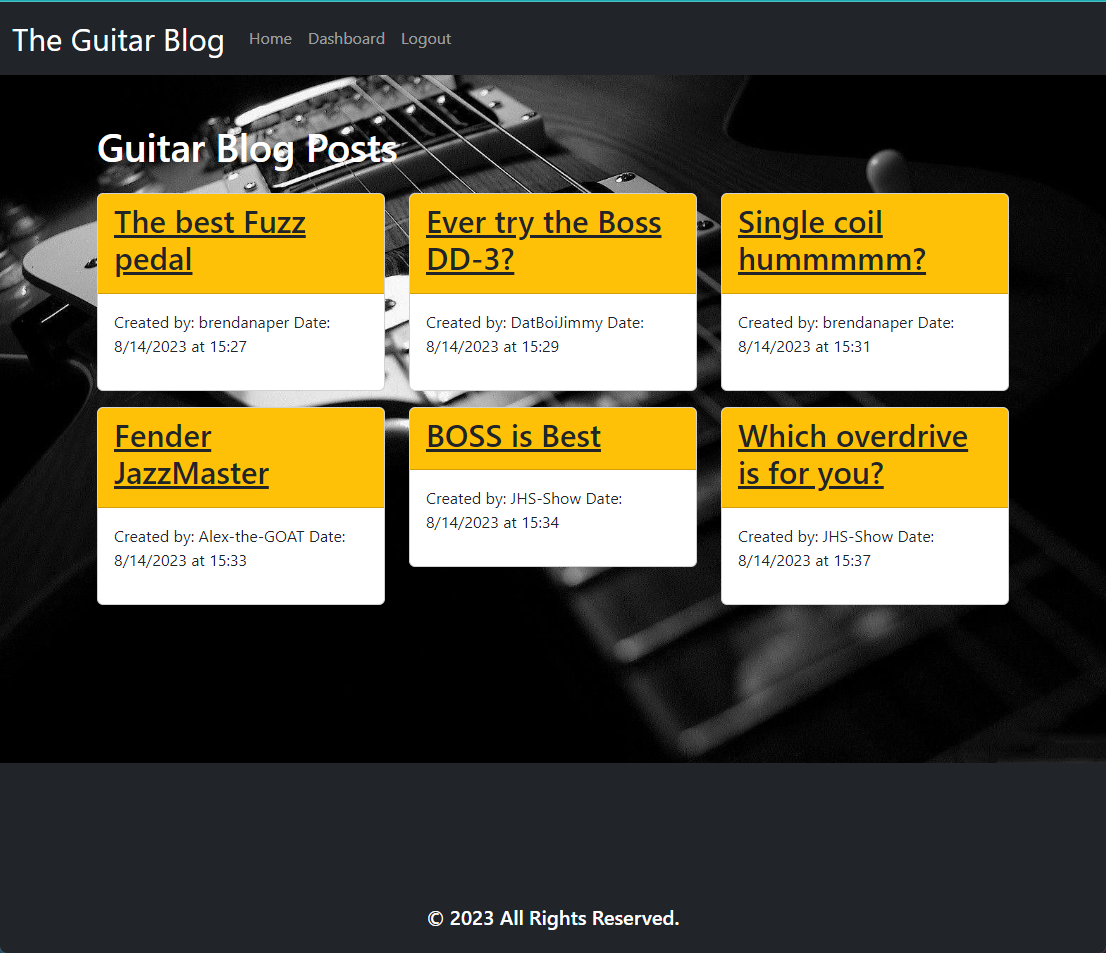 The Guitar Blog Home Dashboard Logout
Guitar Blog Posts
The best Fuzz
pedal
Created by: brendanaper Date:
8/14/2023 at 15:27
Ever try the Boss
DD-3?
Created by: DatBoiJimmy Date:
8/14/2023 at 15:29
Single coil
hummmmm?
Created by: brendanaper Date:
8/14/2023 at 15:31
Fender
JazzMaster
Created by: Alex-the-GOAT Date:
8/14/2023 at 15:33
BOSS is Best
Created by: JHS-Show Date:
8/14/2023 at 15:34
Which overdrive
is for you?
Created by: JHS-Show Date:
8/14/2023 at 15:37
© 2023 All Rights Reserved.